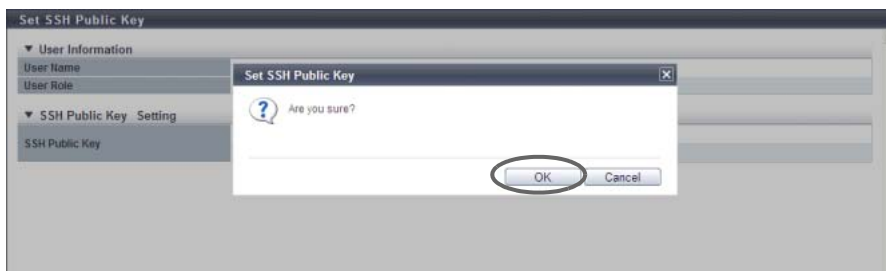 Set SSH Public Key
▼ User Information
User Name
User Role
▼ SSH Public Key Setting
SSH Public Key
Set SSH Public Key
Are you sure?
OK Cancel